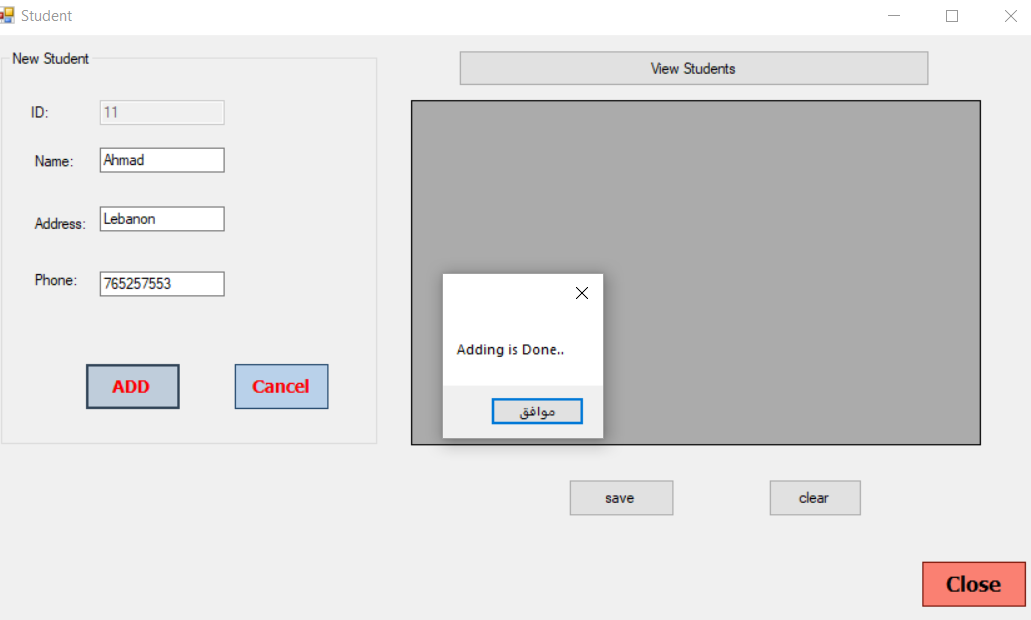 Student
New Student
ID: 11
Name: Ahmad
Address: Lebanon
Phone: 765257553
ADD Cancel
View Students
Adding is Done..
موافق
save clear
Close